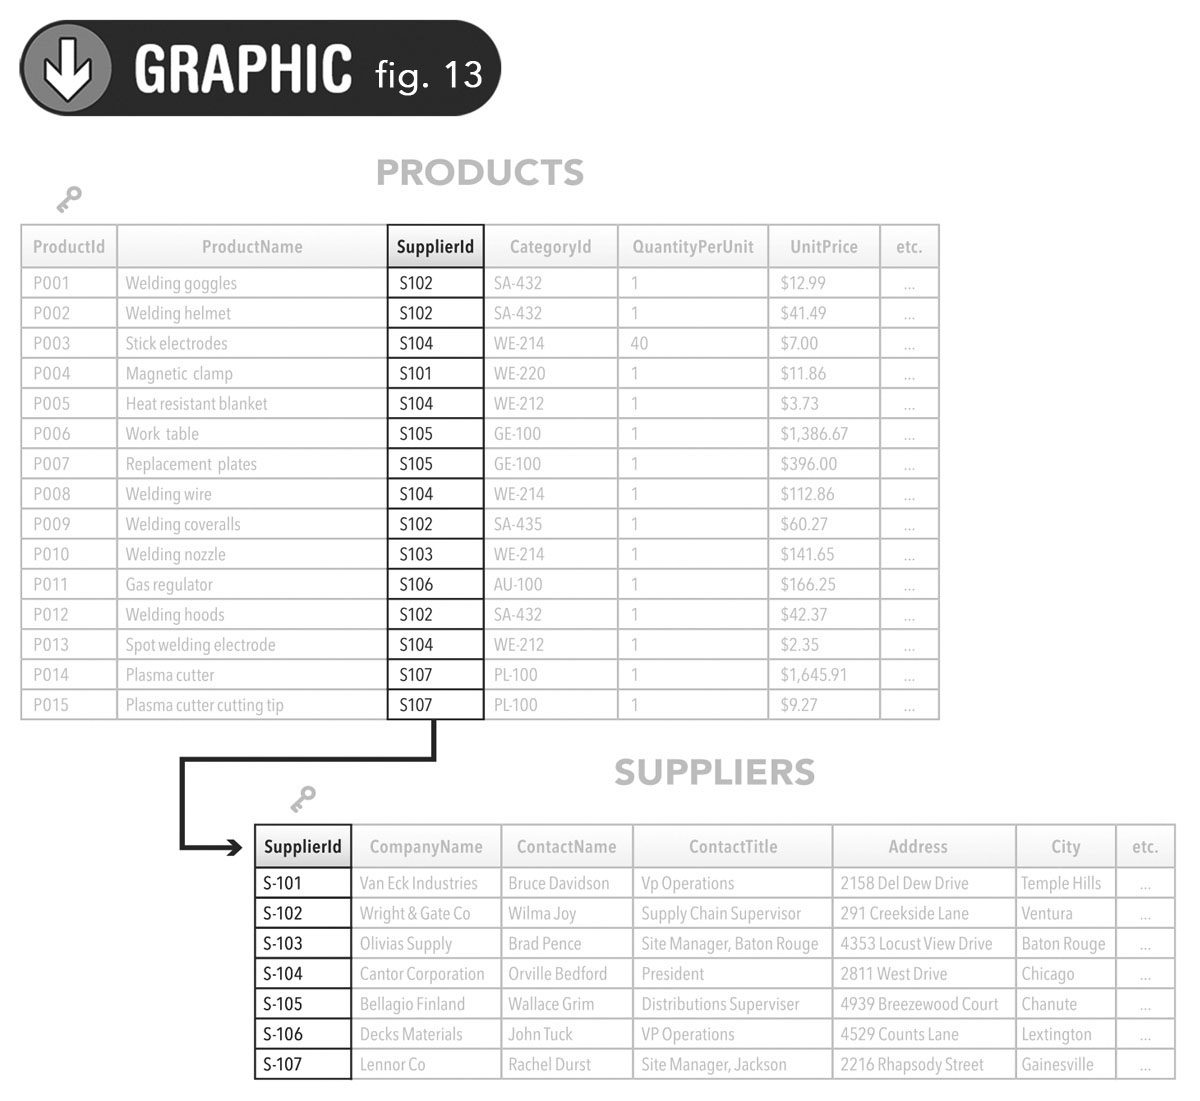 GRAPHIC fig. 13
PRODUCTS
ProductId ProductName SupplierId CategoryId QuantityPerUnit UnitPrice etc.
P001 Welding goggles S102 SA-432 1 $12.99 ...
P002 Welding helmet S102 SA-432 1 $41.49 ...
P003 Stick electrodes S104 WE-214 40 $7.00 ...
P004 Magnetic clamp S101 WE-220 1 $11.86 ...
P005 Heat resistant blanket S104 WE-212 1 $3.73 ...
P006 Work table S105 GE-100 1 $1,386.67 ...
P007 Replacement plates S105 GE-100 1 $396.00 ...
P008 Welding wire S104 WE-214 1 $112.86 ...
P009 Welding coveralls S102 SA-435 1 $60.27 ...
P010 Welding nozzle S103 WE-214 1 $141.65 ...
P011 Gas regulator S106 AU-100 1 $166.25 ...
P012 Welding hoods S102 SA-432 1 $42.37 ...
P013 Spot welding electrode S104 WE-212 1 $2.35 ...
P014 Plasma cutter S107 PL-100 1 $1,645.91 ...
P015 Plasma cutter cutting tip S107 PL-100 1 $9.27 ...
SUPPLIERS
SupplierId CompanyName ContactName ContactTitle Address City etc.
S-101 Van Eck Industries Bruce Davidson Vp Operations 2158 Del Dew Drive Temple Hills ...
S-102 Wright & Gate Co Wilma Joy Supply Chain Supervisor 291 Creekside Lane Ventura ...
S-103 Olivias Supply Brad Pence Site Manager, Baton Rouge 4353 Locust View Drive Baton Rouge ...
S-104 Cantor Corporation Orville Bedford President 2811 West Drive Chicago ...
S-105 Bellagio Finland Wallace Grim Distributions Superviser 4939 Breezewood Court Chanute ...
S-106 Decks Materials John Tuck VP Operations 4529 Counts Lane Lextington ...
S-107 Lennor Co Rachel Durst Site Manager, Jackson 2216 Rhapsody Street Gainesville ...